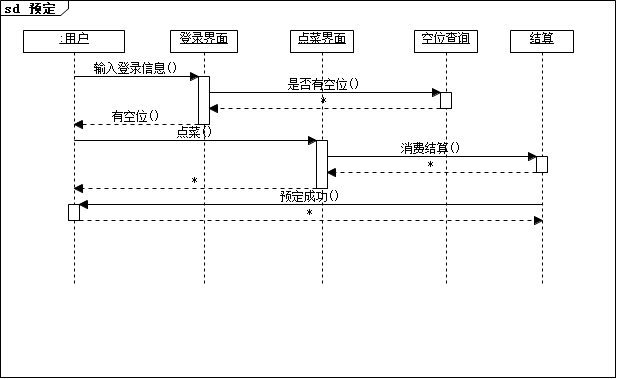 sd 预定
:用户
登录界面
点菜界面
空位查询
结算
输入登录信息()
是否有空位()
*
有空位()
点菜()
消费结算()
*
*
预定成功()
*